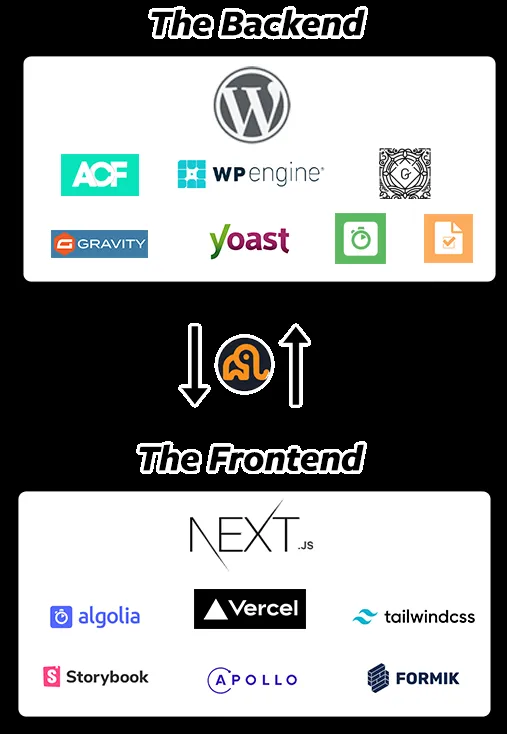 The Backend
W
ACF
WP engine®
G
G GRAVITY
yoast
The Frontend
NEXT.JS
algolia
Vercel
tailwindcss
S Storybook
APOLLO
FORMIK